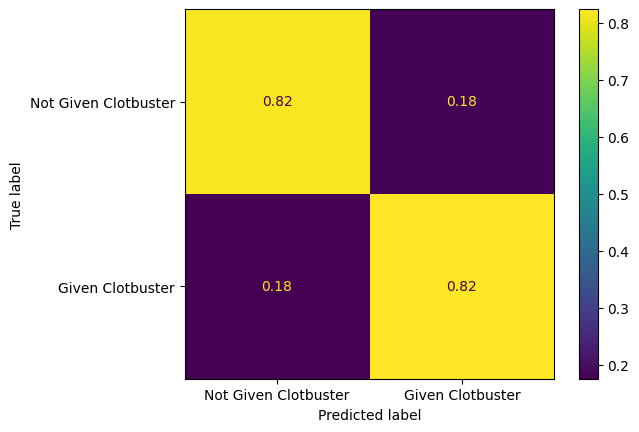 True label
Not Given Clotbuster
0.82
0.18
Given Clotbuster
0.18
0.82
Not Given Clotbuster
Given Clotbuster
Predicted label
0.8
0.7
0.6
0.5
0.4
0.3
0.2